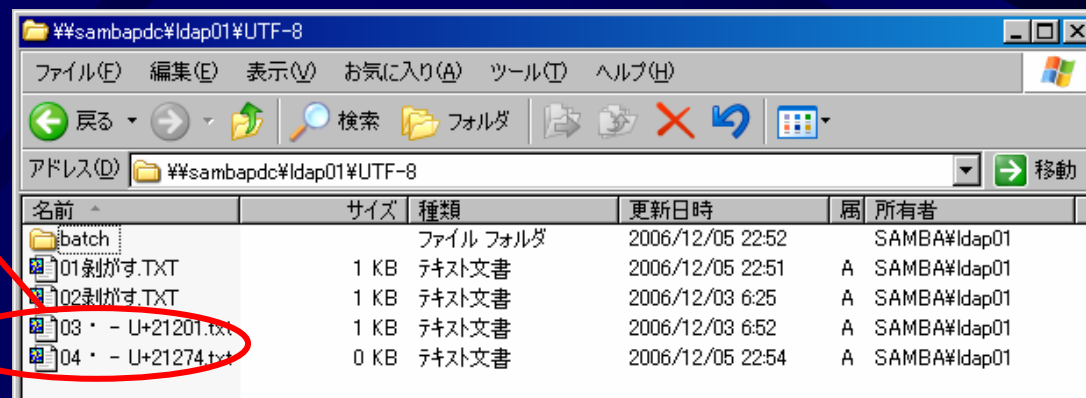 ¥¥sambapdc¥ldap01¥UTF-8
ファイル(F) 編集(E) 表示(V) お気に入り(A) ツール(T) ヘルプ(H)
戻る 検索 フォルダ
アドレス(D) ¥¥sambapdc¥ldap01¥UTF-8 移動
名前 サイズ 種類 更新日時 属 所有者
batch ファイル フォルダ 2006/12/05 22:52 SAMBA¥ldap01
01剝がす.TXT 1 KB テキスト文書 2006/12/05 22:51 A SAMBA¥ldap01
02剥がす.TXT 1 KB テキスト文書 2006/12/03 6:25 A SAMBA¥ldap01
03・ - U+21201.txt 1 KB テキスト文書 2006/12/03 6:52 A SAMBA¥ldap01
04・ - U+21274.txt 0 KB テキスト文書 2006/12/05 22:54 A SAMBA¥ldap01